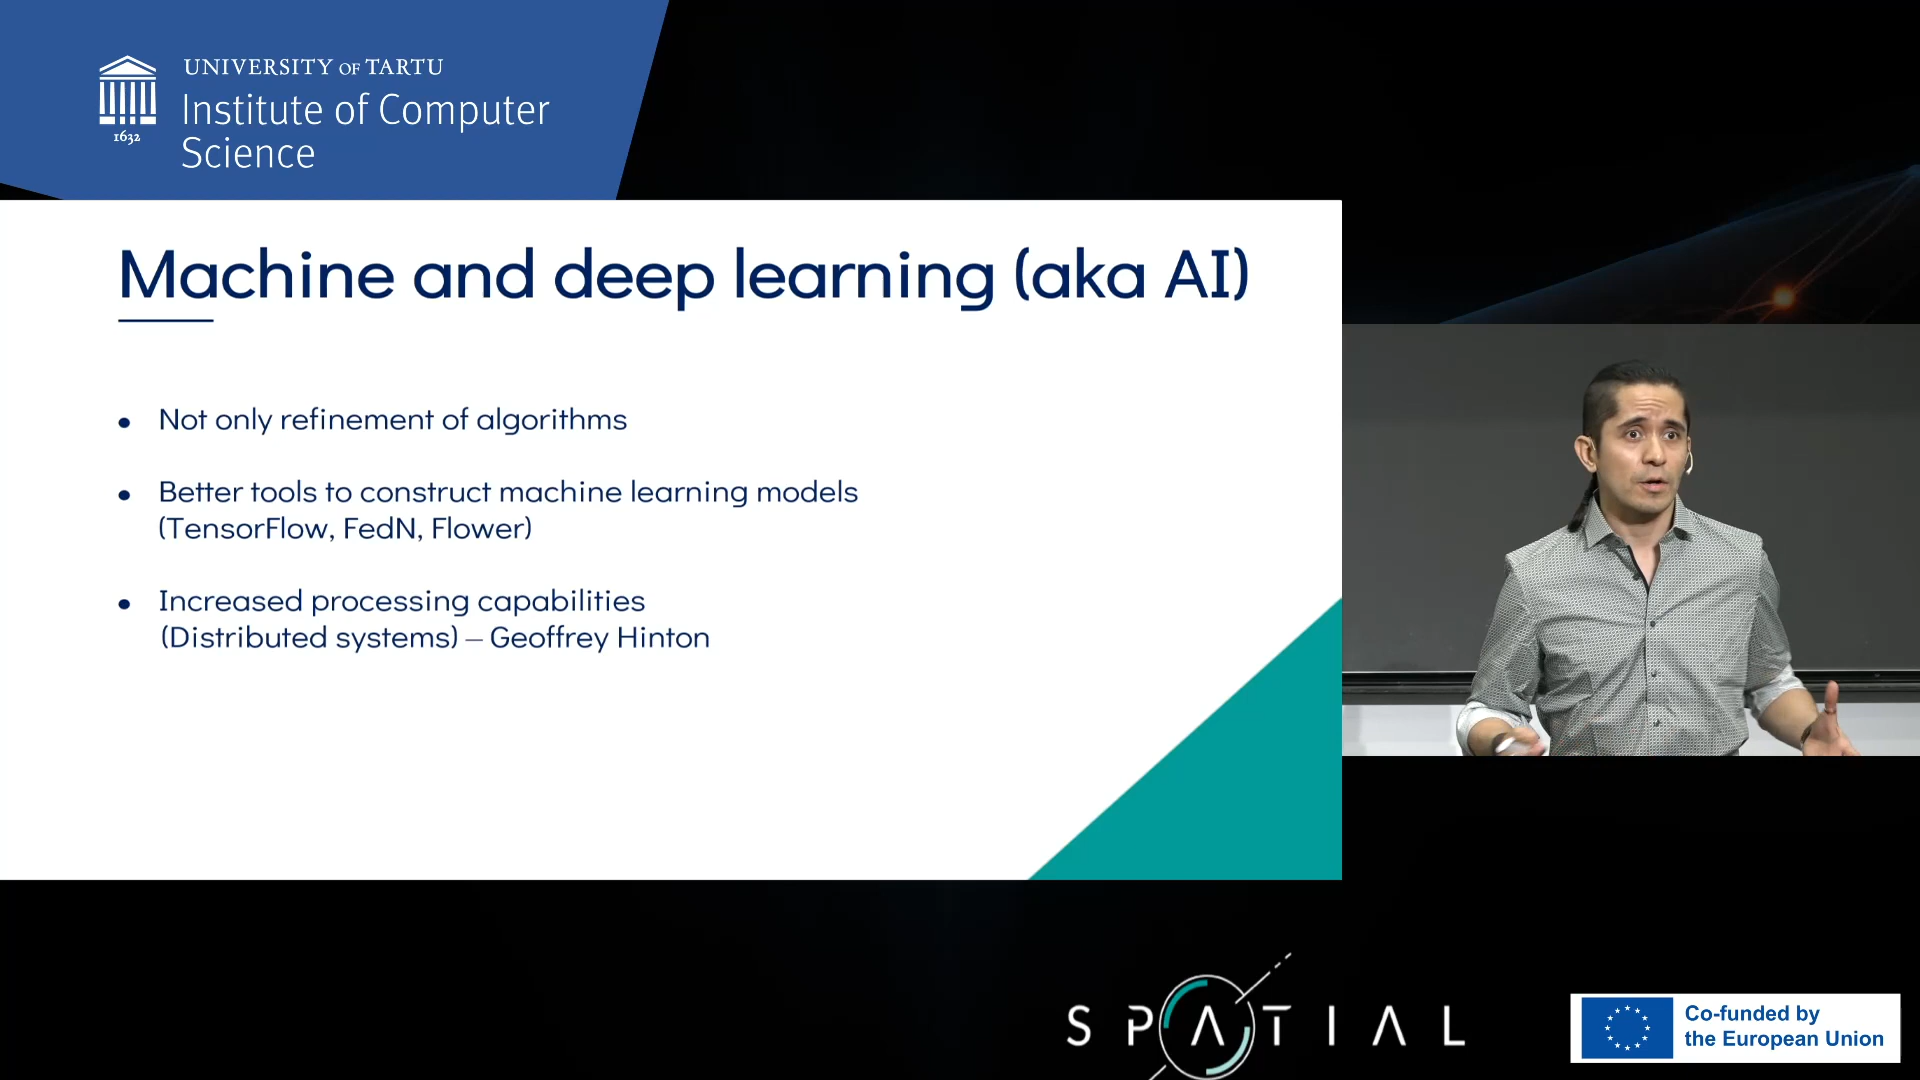 UNIVERSITY OF TARTU
Institute of Computer
Science
1632
Machine and deep learning (aka AI)
• Not only refinement of algorithms
• Better tools to construct machine learning models
(TensorFlow, FedN, Flower)
• Increased processing capabilities
(Distributed systems) – Geoffrey Hinton
SPATIAL
Co-funded by
the European Union